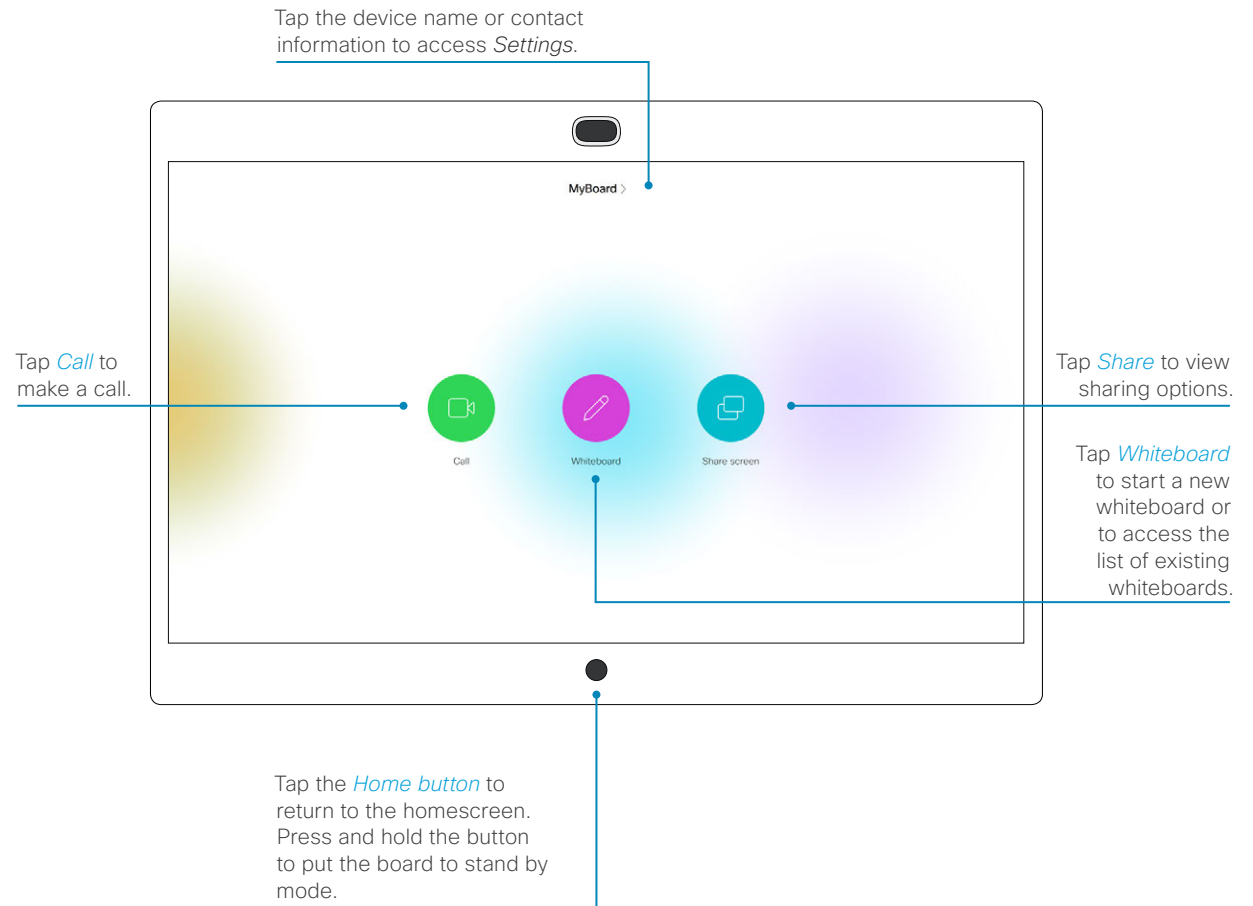 Tap the device name or contact
information to access Settings.
MyBoard >
Tap Call to
make a call.
Call
Whiteboard
Share screen
Tap Share to view
sharing options.
Tap Whiteboard
to start a new
whiteboard or
to access the
list of existing
whiteboards.
Tap the Home button to
return to the homescreen.
Press and hold the button
to put the board to stand by
mode.